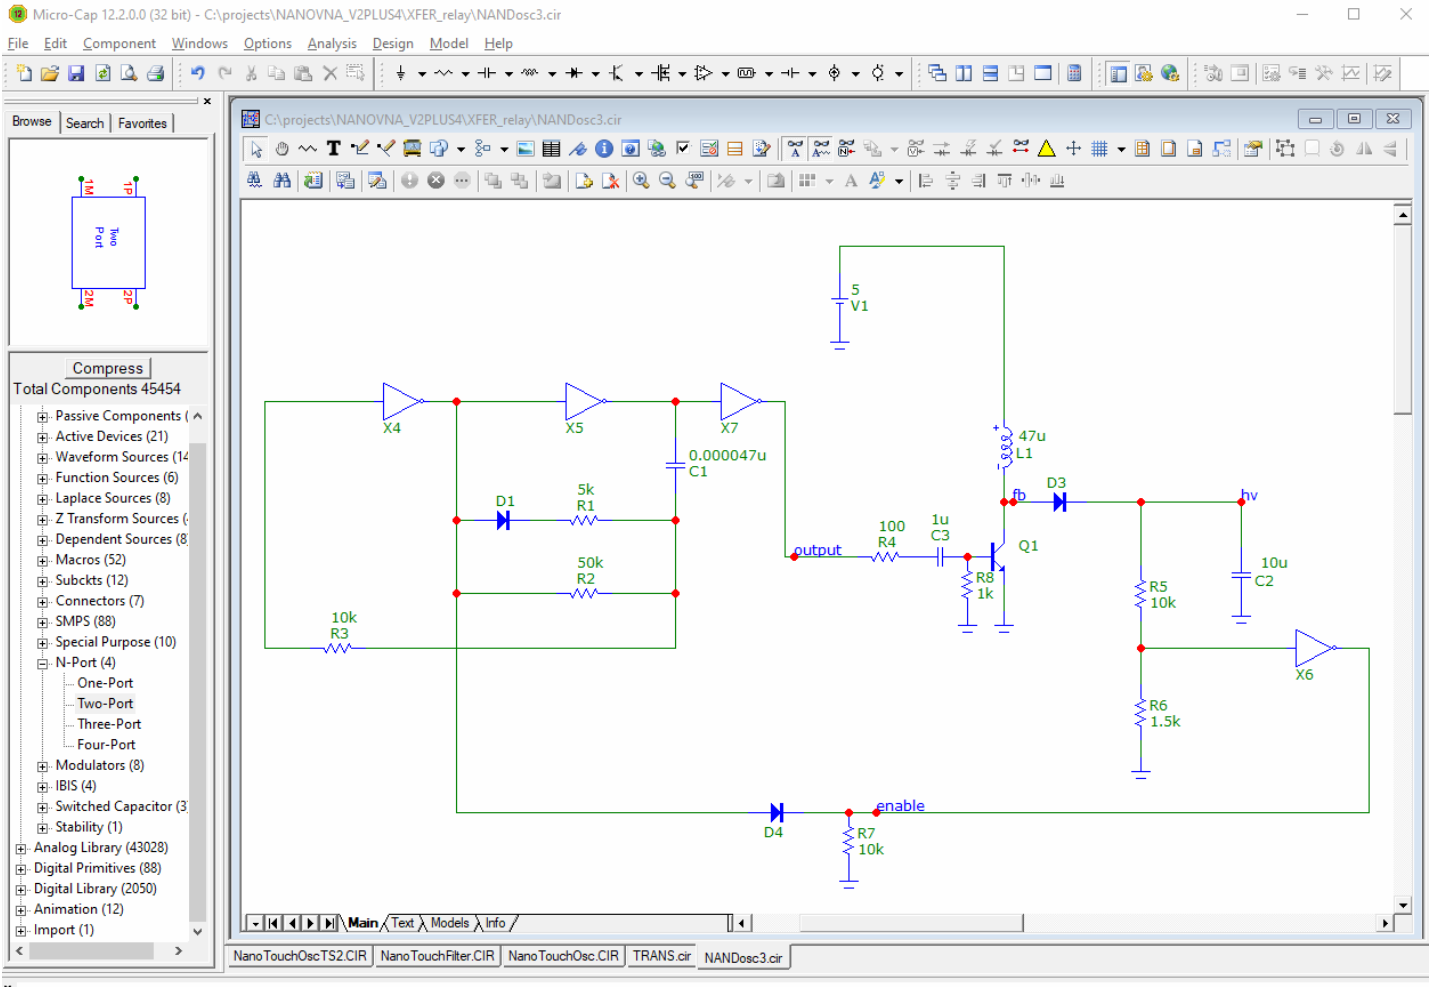 Micro-Cap 12.2.0.0 (32 bit) - C:\projects\NANOVNA_V2PLUS4\XFER_relay\NANDosc3.cir
File Edit Component Windows Options Analysis Design Model Help
Browse Search Favorites
C:\projects\NANOVNA_V2PLUS4\XFER_relay\NANDosc3.cir
1M 1P
Two
Port
2M 2P
Compress
Total Components 45454
Passive Components (
Active Devices (21)
Waveform Sources (14
Function Sources (6)
Laplace Sources (8)
Z Transform Sources (
Dependent Sources (8
Macros (52)
Subckts (12)
Connectors (7)
SMPS (88)
Special Purpose (10)
N-Port (4)
One-Port
Two-Port
Three-Port
Four-Port
Modulators (8)
IBIS (4)
Switched Capacitor (3
Stability (1)
Analog Library (43028)
Digital Primitives (88)
Digital Library (2050)
Animation (12)
Import (1)
5
V1
X4
X5
X7
0.000047u
C1
47u
L1
D1
5k
R1
fb
D3
hv
50k
R2
output
100
R4
1u
C3
Q1
R8
1k
10u
C2
R5
10k
10k
R3
X6
R6
1.5k
D4
enable
R7
10k
Main Text Models Info
NanoTouchOscTS2.CIR NanoTouchFilter.CIR NanoTouchOsc.CIR TRANS.cir NANDosc3.cir